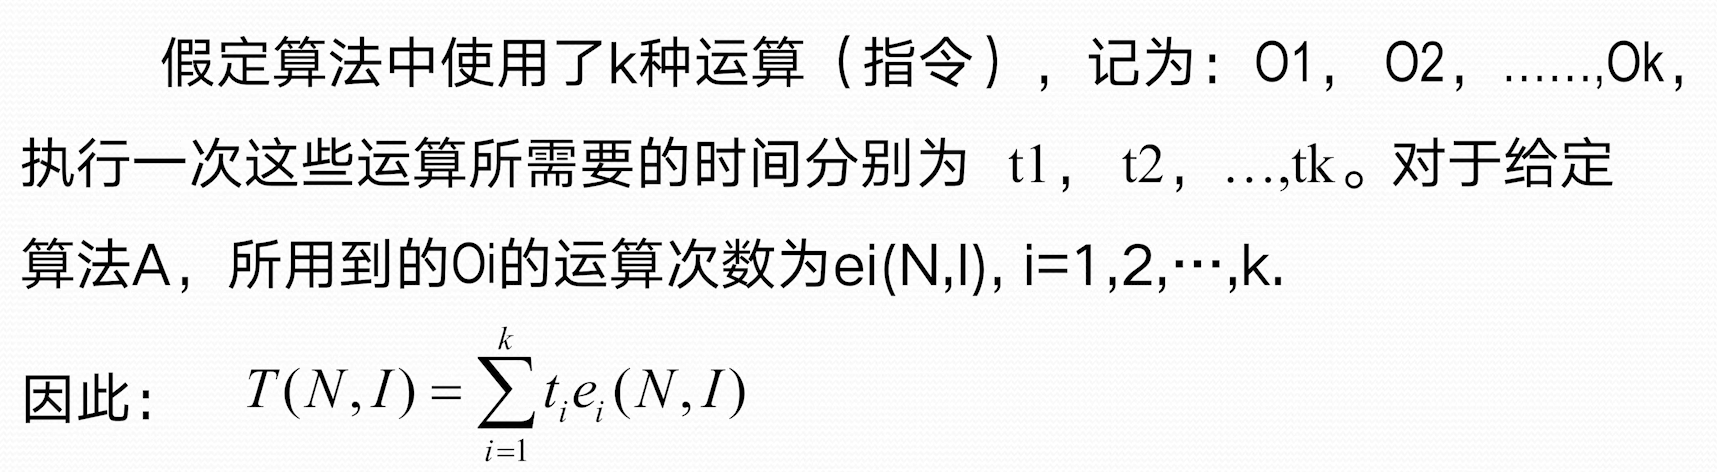 假定算法中使用了k种运算（指令），记为：O1， O2，……,Ok，
执行一次这些运算所需要的时间分别为 t1， t2，…,tk。对于给定
算法A，所用到的Oi的运算次数为ei(N,I), i=1,2,…,k.
因此： T(N,I) = \sum_{i=1}^{k} t_i e_i(N,I)